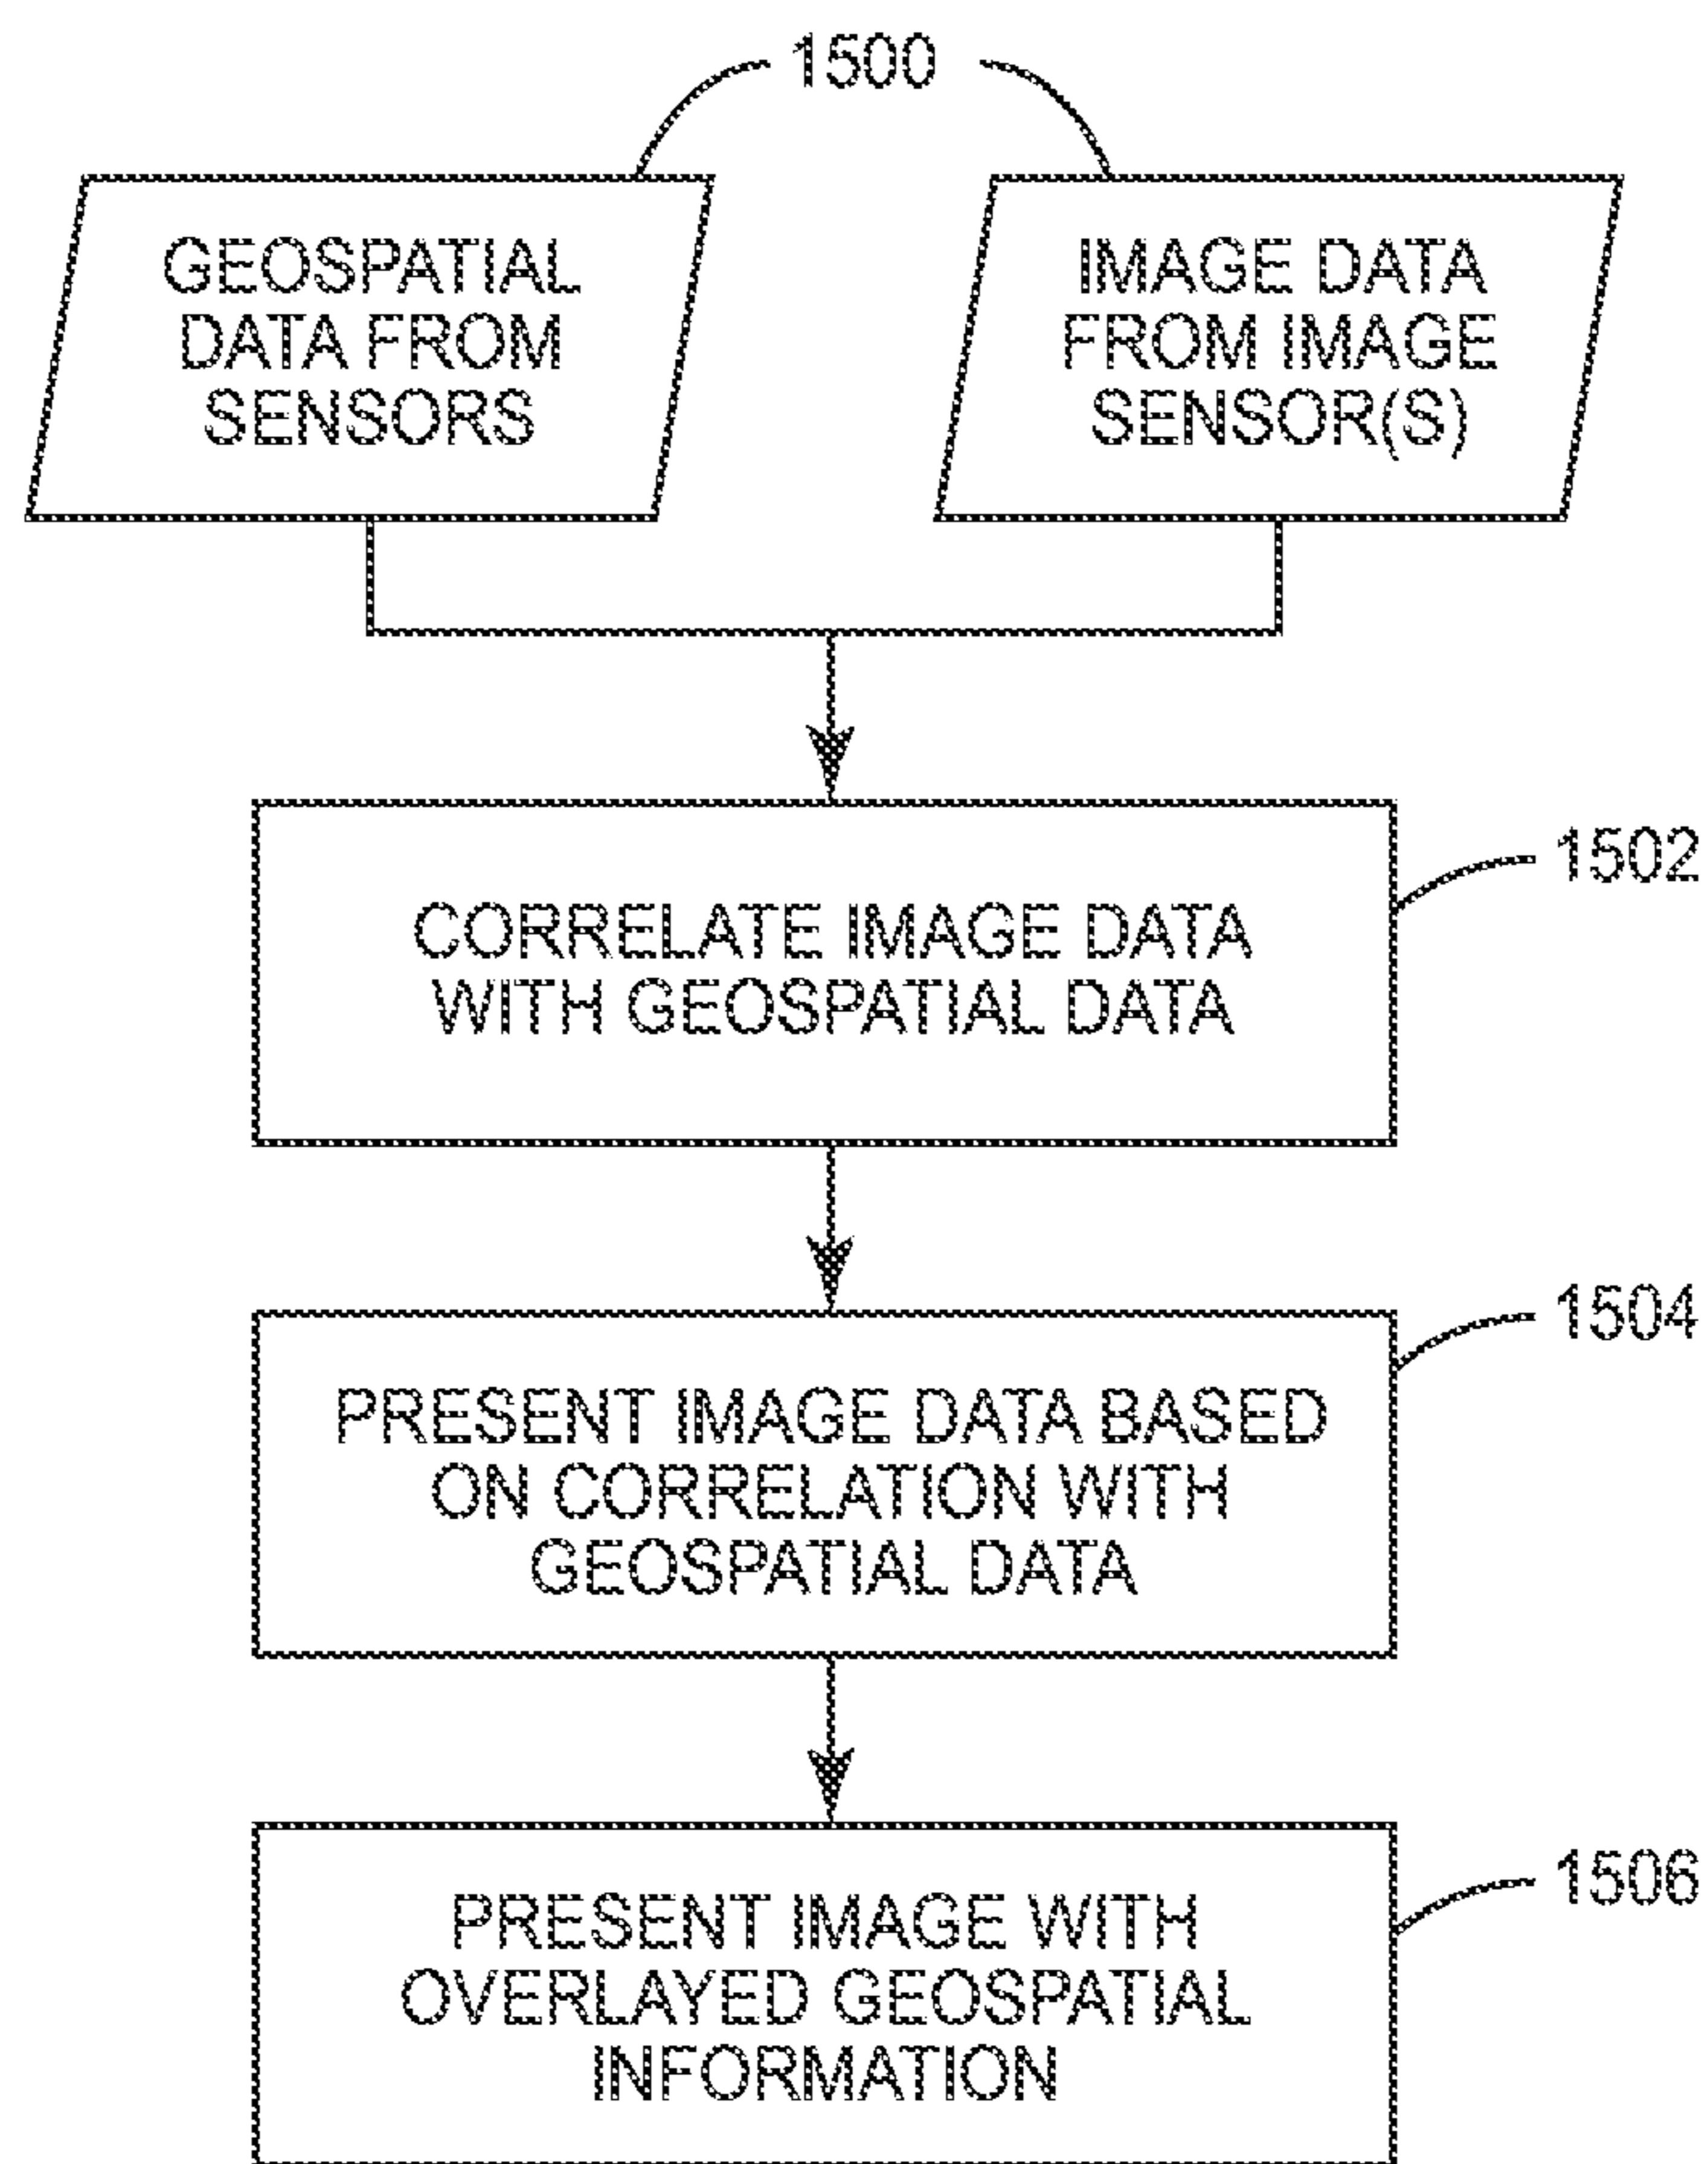 1500
GEOSPATIAL
DATA FROM
SENSORS
IMAGE DATA
FROM IMAGE
SENSOR(S)
1502
CORRELATE IMAGE DATA
WITH GEOSPATIAL DATA
1504
PRESENT IMAGE DATA BASED
ON CORRELATION WITH
GEOSPATIAL DATA
1506
PRESENT IMAGE WITH
OVERLAYED GEOSPATIAL
INFORMATION